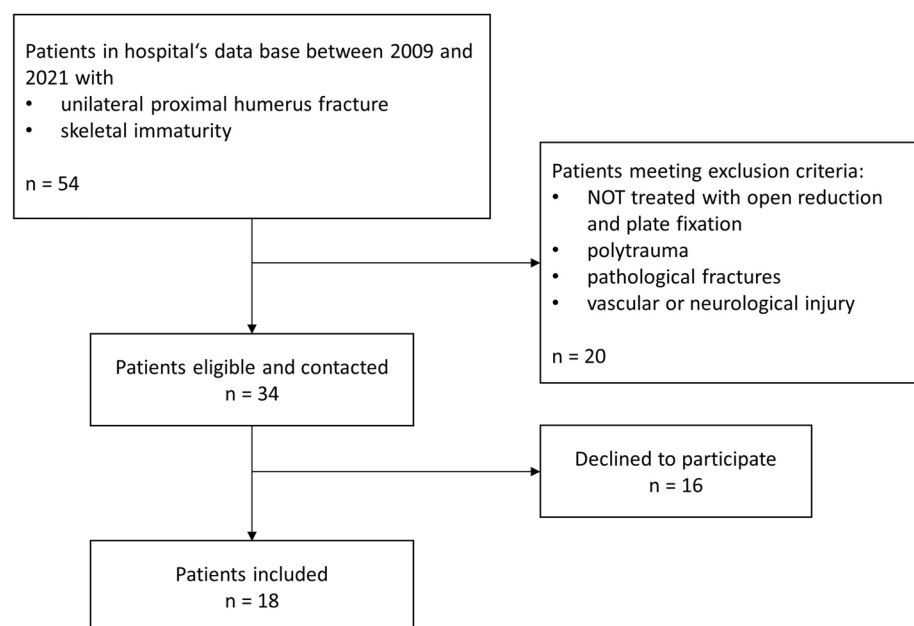 Patients in hospital‘s data base between 2009 and
2021 with
• unilateral proximal humerus fracture
• skeletal immaturity
n = 54
Patients meeting exclusion criteria:
• NOT treated with open reduction
and plate fixation
• polytrauma
• pathological fractures
• vascular or neurological injury
n = 20
Patients eligible and contacted
n = 34
Declined to participate
n = 16
Patients included
n = 18